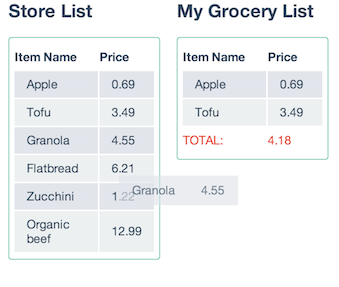 Store List
Item Name Price
Apple 0.69
Tofu 3.49
Granola 4.55
Flatbread 6.21
Zucchini 1.22
Organic
beef 12.99
My Grocery List
Item Name Price
Apple 0.69
Tofu 3.49
TOTAL: 4.18
Granola 4.55